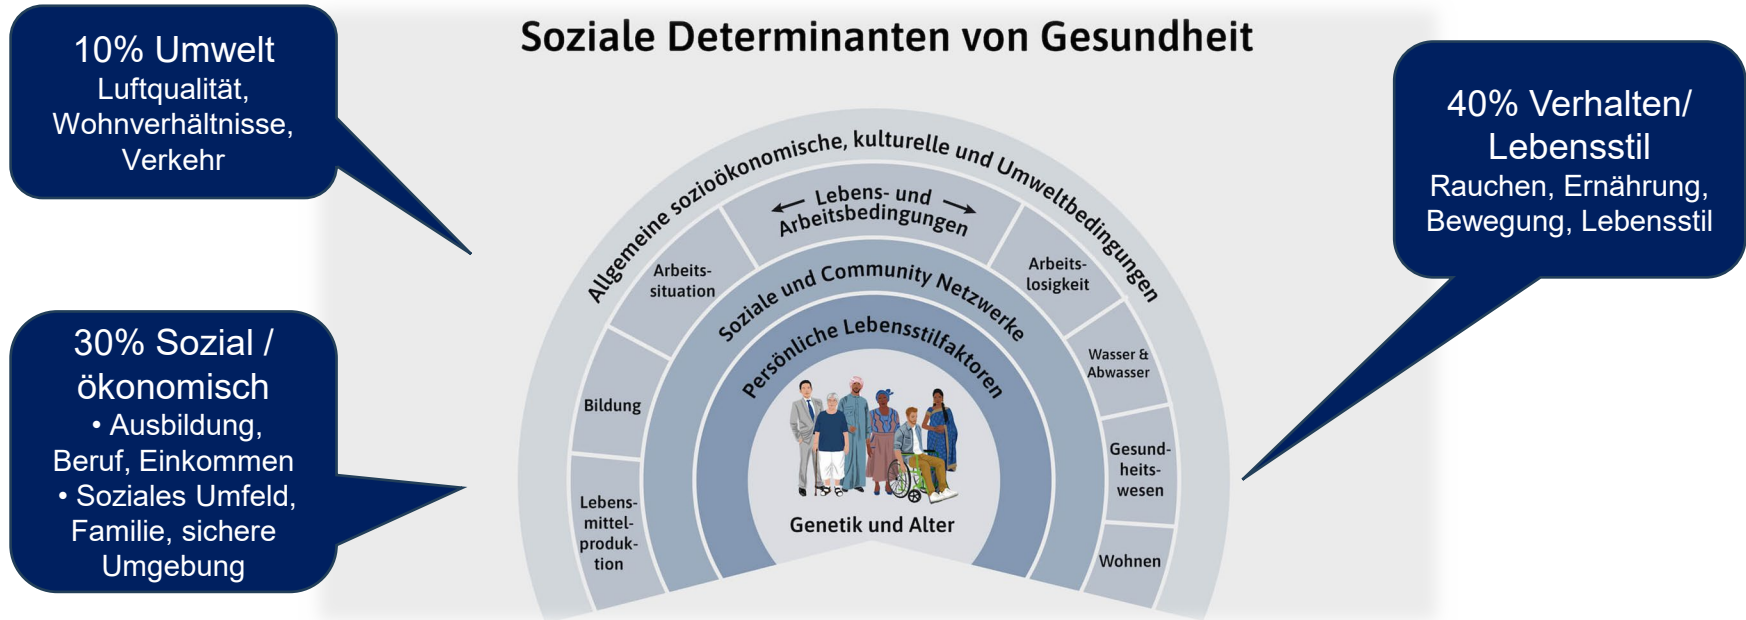 Soziale Determinanten von Gesundheit
10% Umwelt
Luftqualität,
Wohnverhältnisse,
Verkehr
30% Sozial /
ökonomisch
• Ausbildung,
Beruf, Einkommen
• Soziales Umfeld,
Familie, sichere
Umgebung
Allgemeine sozioökonomische, kulturelle und Umweltbedingungen
Lebens- und
Arbeitsbedingungen
Arbeits-
situation
Bildung
Lebens-
mittel-
produk-
tion
Arbeits-
losigkeit
Wasser &
Abwasser
Gesund-
heits-
wesen
Wohnen
Soziale und Community Netzwerke
Persönliche Lebensstilfaktoren
Genetik und Alter
40% Verhalten/
Lebensstil
Rauchen, Ernährung,
Bewegung, Lebensstil